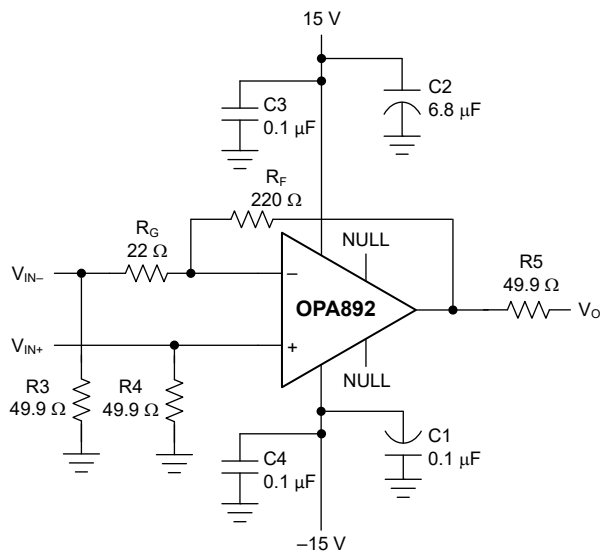 15 V
C3
0.1 µF
C2
6.8 µF
R_F
220 Ω
R_G
22 Ω
NULL
V_IN–
–
OPA892
R5
49.9 Ω
V_O
V_IN+
+
NULL
R3
49.9 Ω
R4
49.9 Ω
C4
0.1 µF
C1
0.1 µF
–15 V